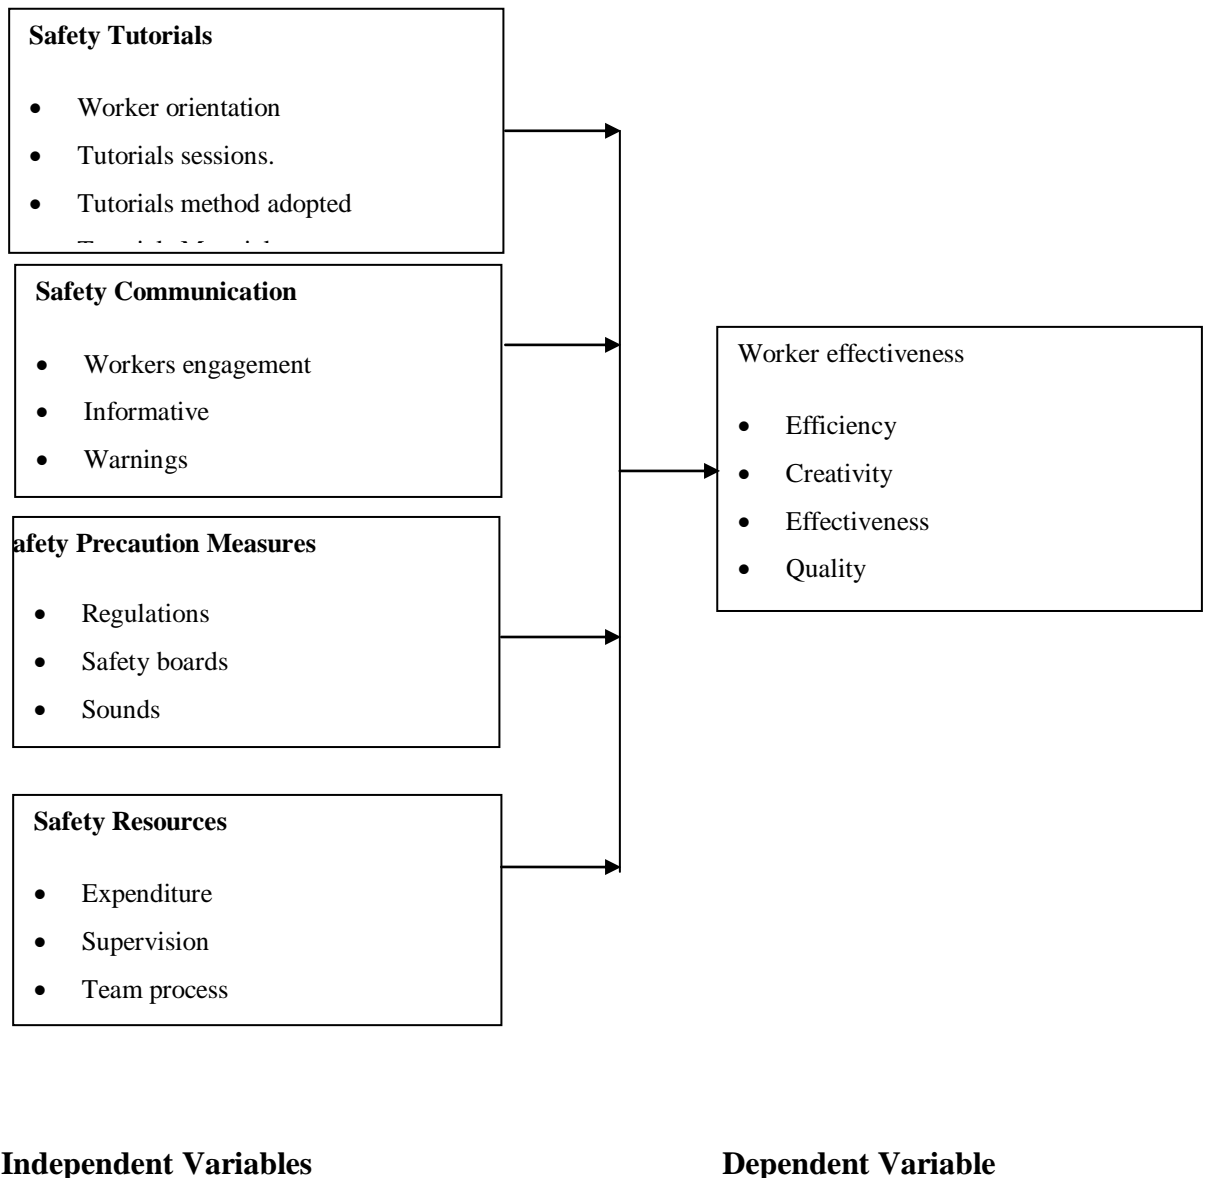 Safety Tutorials
• Worker orientation
• Tutorials sessions.
• Tutorials method adopted
Safety Communication
• Workers engagement
• Informative
• Warnings
afety Precaution Measures
• Regulations
• Safety boards
• Sounds
Safety Resources
• Expenditure
• Supervision
• Team process
Worker effectiveness
• Efficiency
• Creativity
• Effectiveness
• Quality
Independent Variables
Dependent Variable